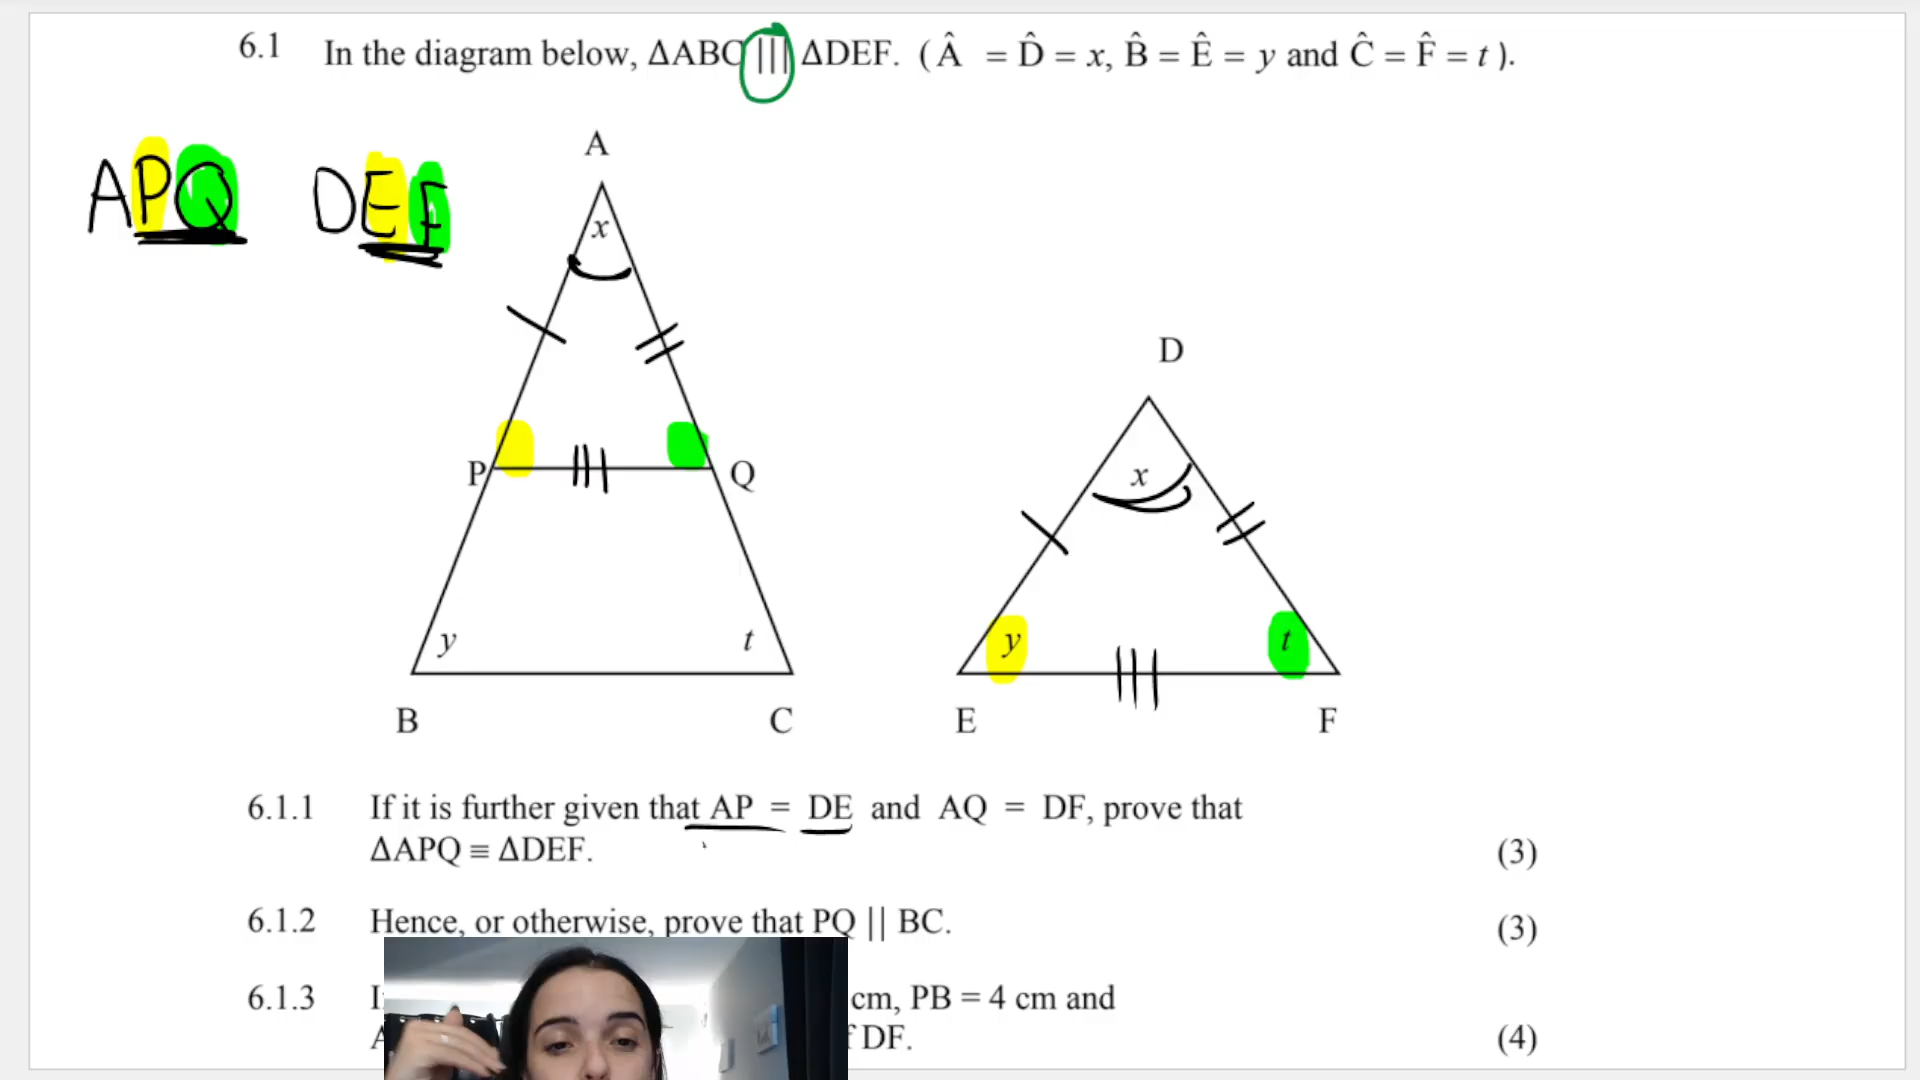 6.1 In the diagram below, ΔABC ||| ΔDEF. ( Â = D̂ = x, B̂ = Ê = y and Ĉ = F̂ = t ).
APQ DEF
A
x
D
P Q
x
y t
y t
B C E F
6.1.1 If it is further given that AP = DE and AQ = DF, prove that
ΔAPQ ≡ ΔDEF. (3)
6.1.2 Hence, or otherwise, prove that PQ || BC. (3)
6.1.3 cm, PB = 4 cm and
DF. (4)